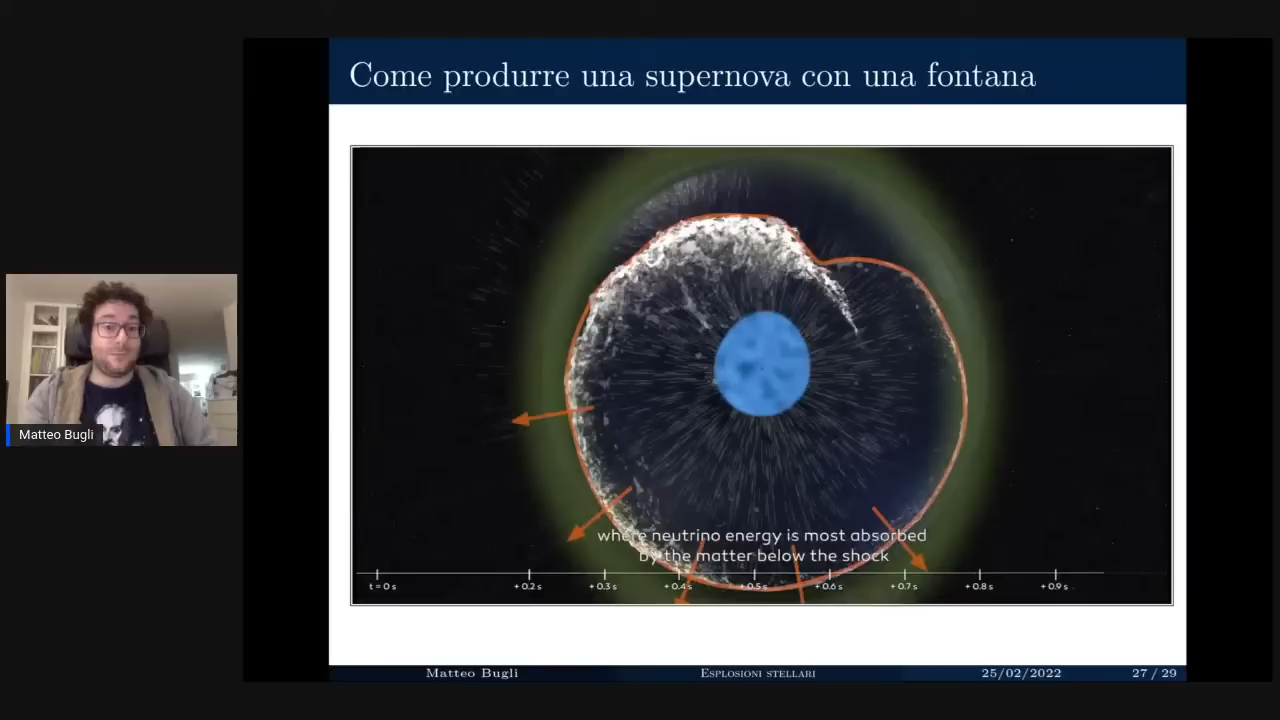 Come produrre una supernova con una fontana
where neutrino energy is most absorbed
by the matter below the shock
t = 0 s
+ 0.2 s
+ 0.3 s
+ 0.4 s
+ 0.5 s
+ 0.6 s
+ 0.7 s
+ 0.8 s
+ 0.9 s
Matteo Bugli
Matteo Bugli
Esplosioni stellari
25/02/2022
27 / 29